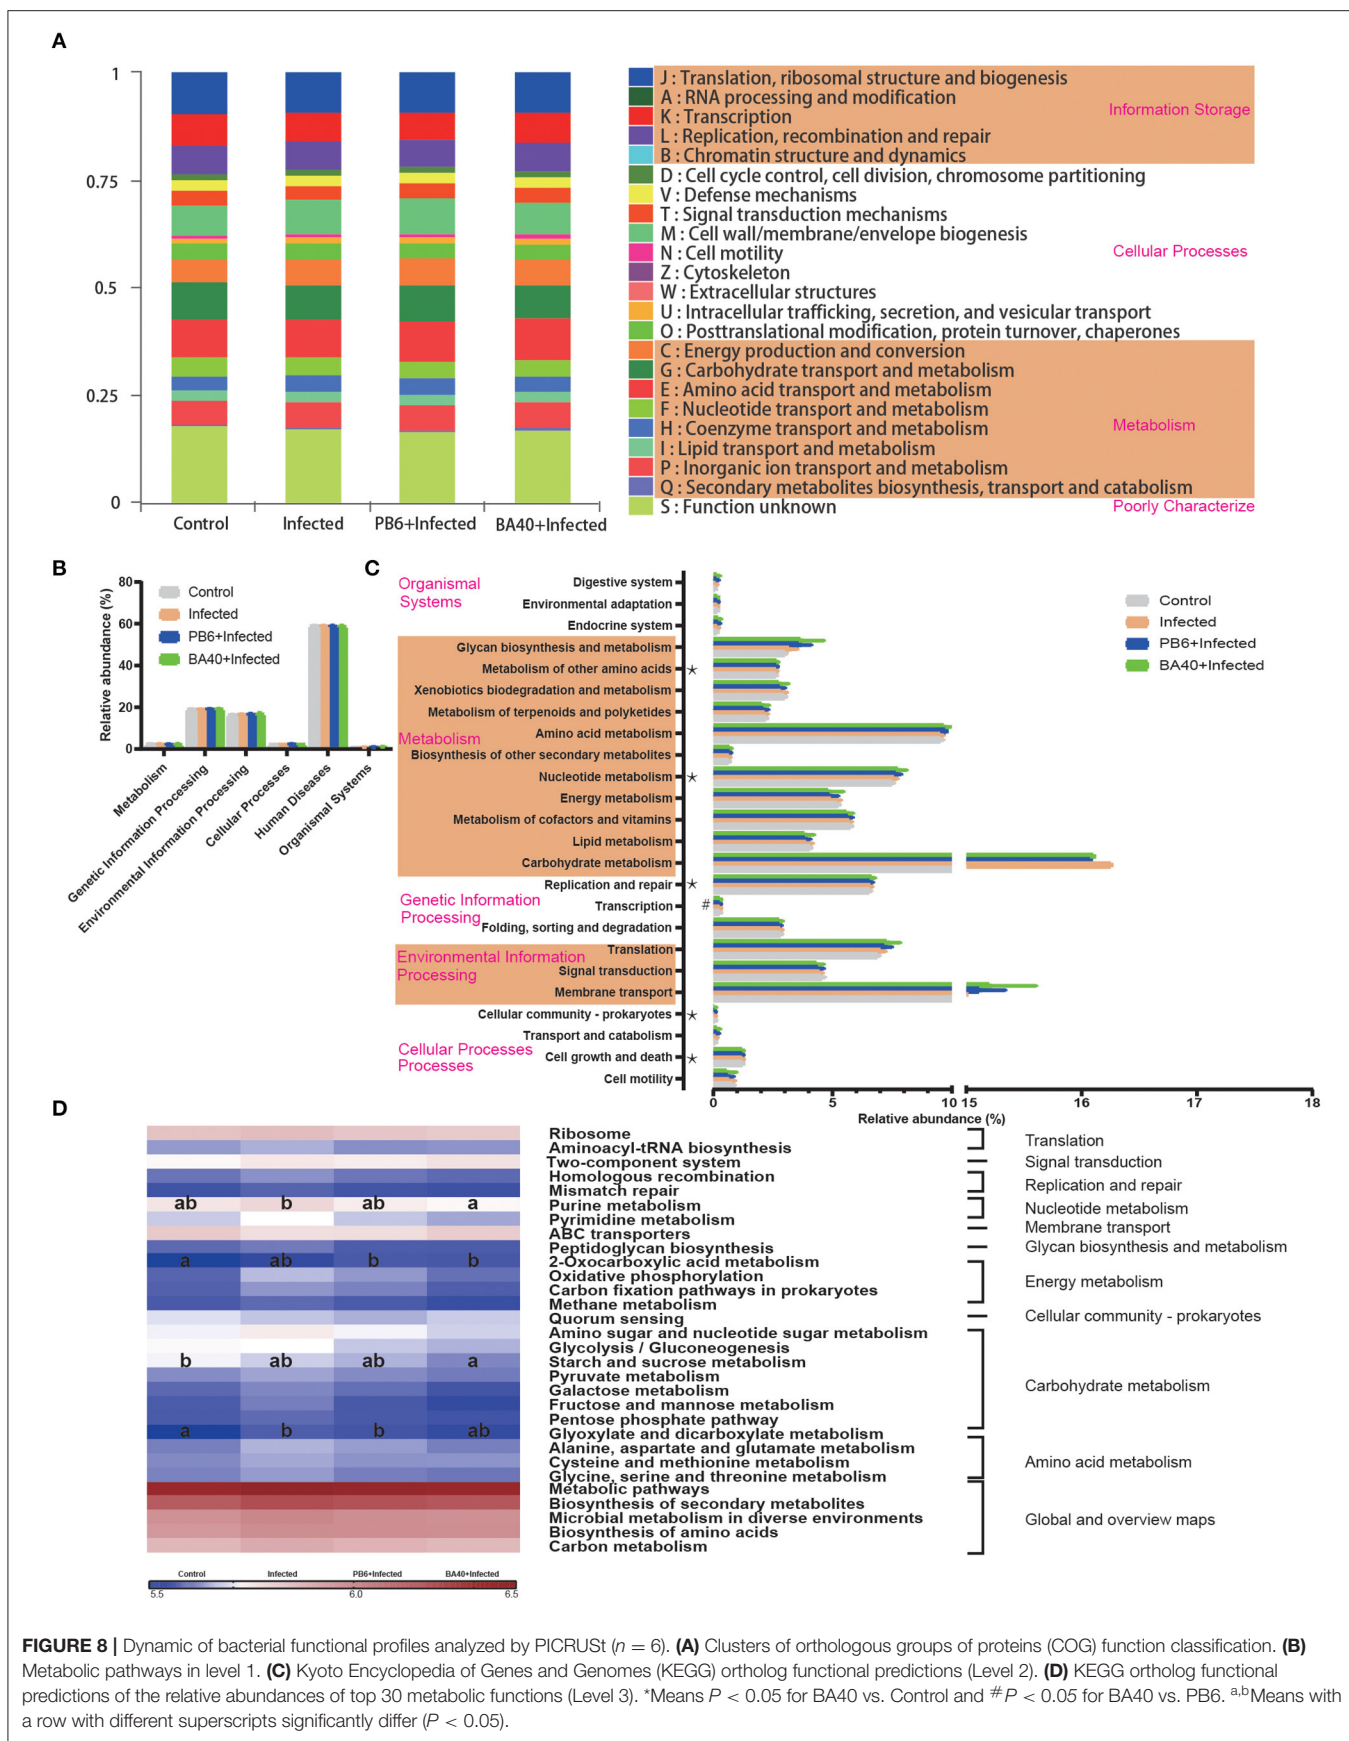 A
1
0.75
0.5
0.25
0
Control
Infected
PB6+Infected
BA40+Infected
J : Translation, ribosomal structure and biogenesis
A : RNA processing and modification
K : Transcription
L : Replication, recombination and repair
B : Chromatin structure and dynamics
Information Storage
D : Cell cycle control, cell division, chromosome partitioning
V : Defense mechanisms
T : Signal transduction mechanisms
M : Cell wall/membrane/envelope biogenesis
N : Cell motility
Z : Cytoskeleton
W : Extracellular structures
U : Intracellular trafficking, secretion, and vesicular transport
O : Posttranslational modification, protein turnover, chaperones
Cellular Processes
C : Energy production and conversion
G : Carbohydrate transport and metabolism
E : Amino acid transport and metabolism
F : Nucleotide transport and metabolism
H : Coenzyme transport and metabolism
I : Lipid transport and metabolism
P : Inorganic ion transport and metabolism
Q : Secondary metabolites biosynthesis, transport and catabolism
Metabolism
S : Function unknown
Poorly Characterize
B
Relative abundance (%)
80
60
40
20
0
Control
Infected
PB6+Infected
BA40+Infected
Metabolism
Genetic Information Processing
Environmental Information Processing
Cellular Processes
Human Diseases
Organismal Systems
C
Organismal
Systems
Digestive system
Environmental adaptation
Endocrine system
Metabolism
Glycan biosynthesis and metabolism
Metabolism of other amino acids *
Xenobiotics biodegradation and metabolism
Metabolism of terpenoids and polyketides
Amino acid metabolism
Biosynthesis of other secondary metabolites
Nucleotide metabolism *
Energy metabolism
Metabolism of cofactors and vitamins
Lipid metabolism
Carbohydrate metabolism
Genetic Information
Processing
Replication and repair *
Transcription #
Folding, sorting and degradation
Environmental Information
Processing
Translation
Signal transduction
Membrane transport
Cellular Processes
Processes
Cellular community - prokaryotes *
Transport and catabolism
Cell growth and death *
Cell motility
Control
Infected
PB6+Infected
BA40+Infected
0 5 10 15 16 17 18
Relative abundance (%)
D
Ribosome
Aminoacyl-tRNA biosynthesis
Two-component system
Homologous recombination
Mismatch repair
ab b ab a Purine metabolism
Pyrimidine metabolism
ABC transporters
Peptidoglycan biosynthesis
a ab b b 2-Oxocarboxylic acid metabolism
Oxidative phosphorylation
Carbon fixation pathways in prokaryotes
Methane metabolism
Quorum sensing
Amino sugar and nucleotide sugar metabolism
Glycolysis / Gluconeogenesis
b ab ab a Starch and sucrose metabolism
Pyruvate metabolism
Galactose metabolism
Fructose and mannose metabolism
Pentose phosphate pathway
a b b ab Glyoxylate and dicarboxylate metabolism
Alanine, aspartate and glutamate metabolism
Cysteine and methionine metabolism
Glycine, serine and threonine metabolism
Metabolic pathways
Biosynthesis of secondary metabolites
Microbial metabolism in diverse environments
Biosynthesis of amino acids
Carbon metabolism
Translation
Signal transduction
Replication and repair
Nucleotide metabolism
Membrane transport
Glycan biosynthesis and metabolism
Energy metabolism
Cellular community - prokaryotes
Carbohydrate metabolism
Amino acid metabolism
Global and overview maps
Control Infected PB6+Infected BA40+Infected
5.5 6.0 6.5
FIGURE 8 | Dynamic of bacterial functional profiles analyzed by PICRUSt (n = 6). (A) Clusters of orthologous groups of proteins (COG) function classification. (B)
Metabolic pathways in level 1. (C) Kyoto Encyclopedia of Genes and Genomes (KEGG) ortholog functional predictions (Level 2). (D) KEGG ortholog functional
predictions of the relative abundances of top 30 metabolic functions (Level 3). *Means P < 0.05 for BA40 vs. Control and #P < 0.05 for BA40 vs. PB6. a,bMeans with
a row with different superscripts significantly differ (P < 0.05).